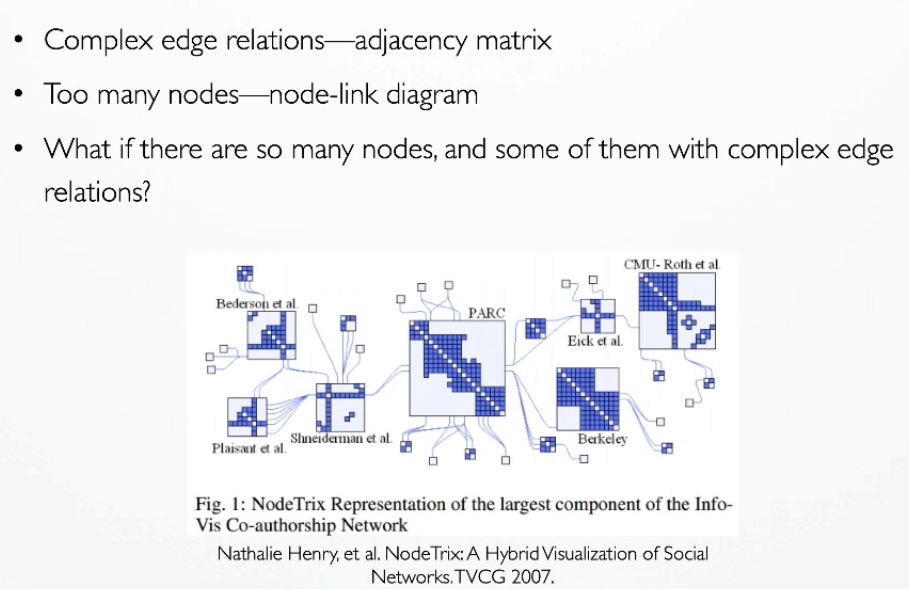 • Complex edge relations—adjacency matrix
• Too many nodes—node-link diagram
• What if there are so many nodes, and some of them with complex edge
relations?
CMU- Roth et al.
Bederson et al.
PARC
Eick et al.
Plaisant et al.
Shneiderman et al.
Berkeley
Fig. 1: NodeTrix Representation of the largest component of the Info-
Vis Co-authorship Network
Nathalie Henry, et al. NodeTrix: A Hybrid Visualization of Social
Networks. TVCG 2007.